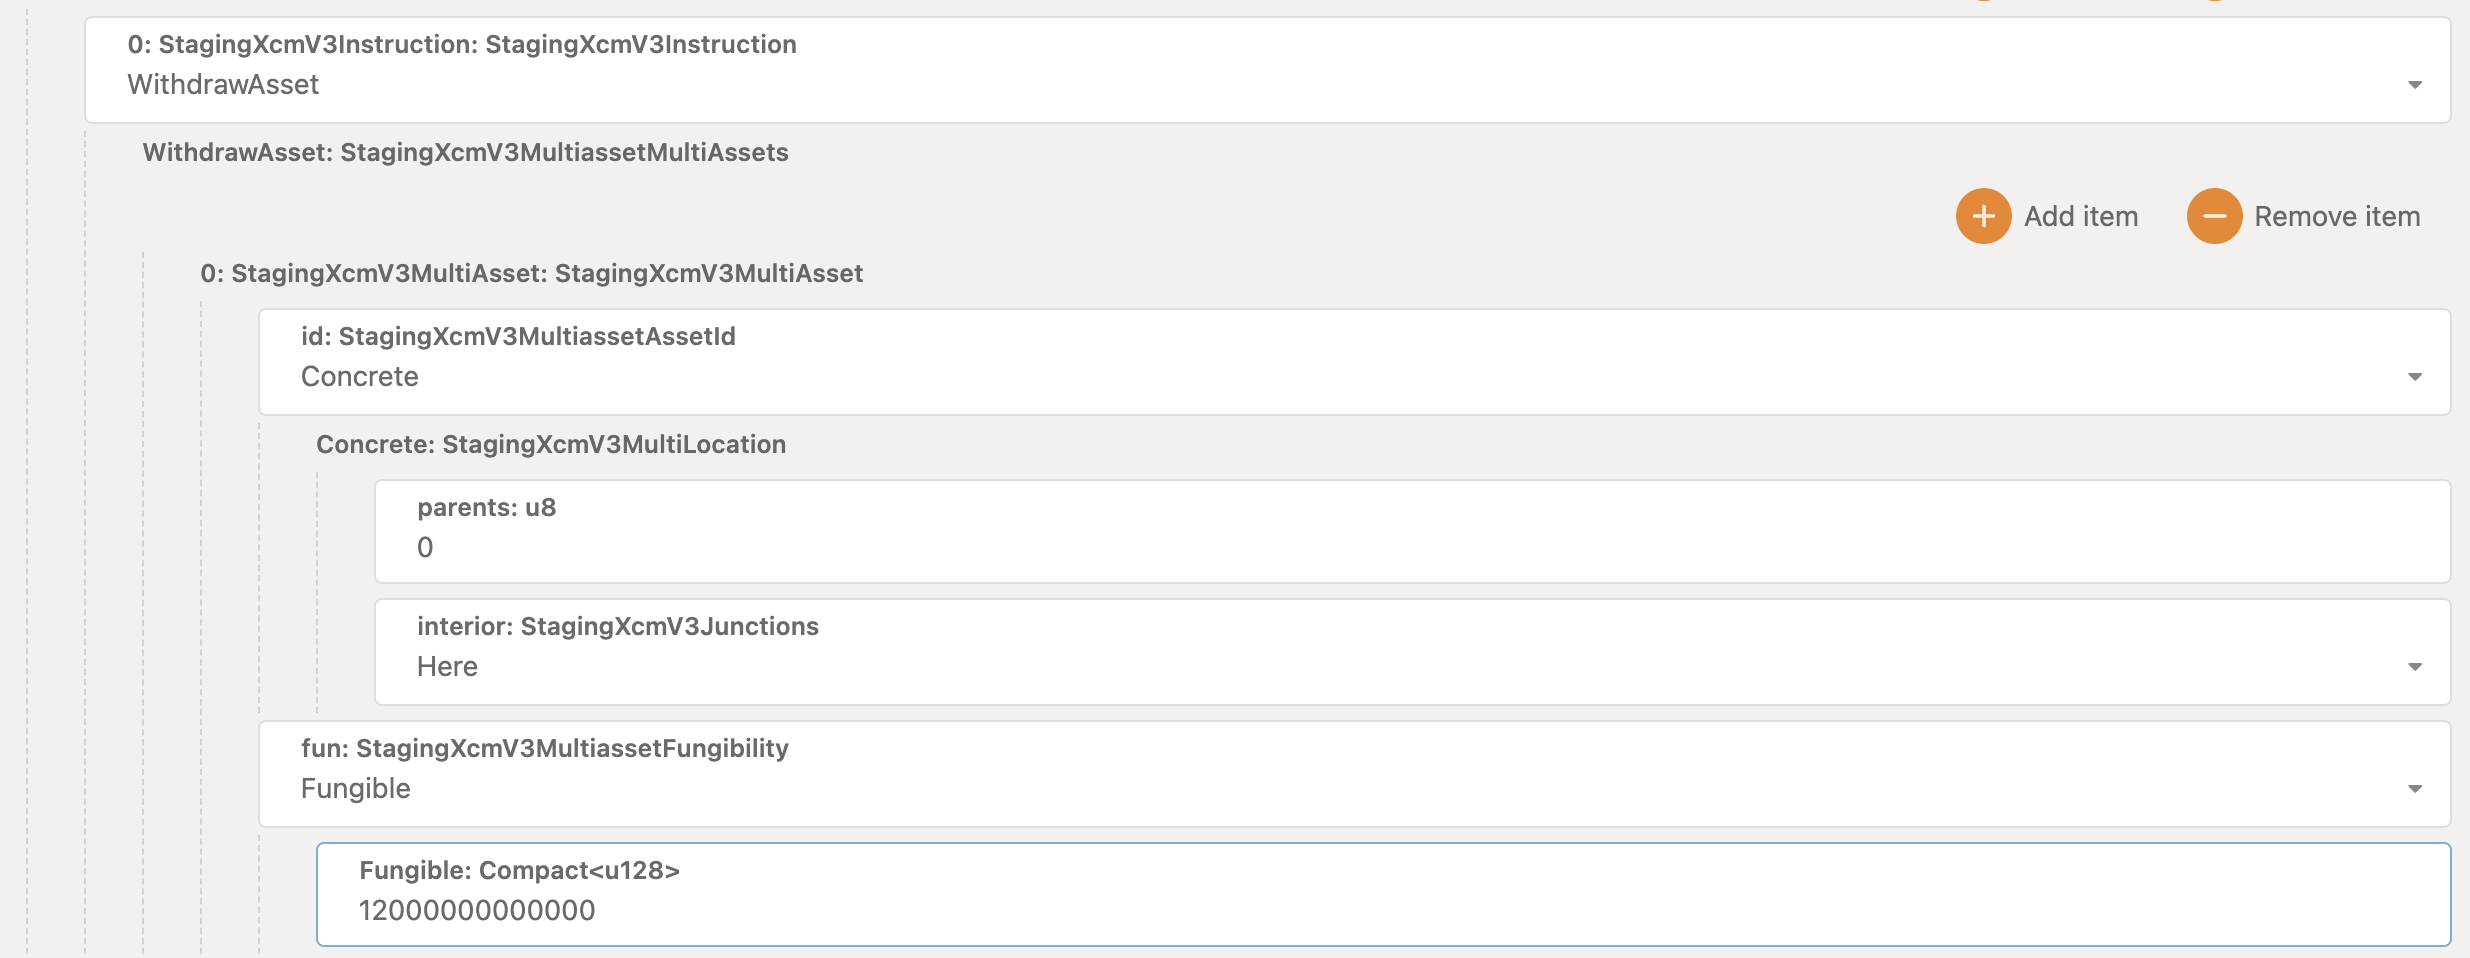 0: StagingXcmV3Instruction: StagingXcmV3Instruction
WithdrawAsset
WithdrawAsset: StagingXcmV3MultiassetMultiAssets
Add item Remove item
0: StagingXcmV3MultiAsset: StagingXcmV3MultiAsset
id: StagingXcmV3MultiassetAssetId
Concrete
Concrete: StagingXcmV3MultiLocation
parents: u8
0
interior: StagingXcmV3Junctions
Here
fun: StagingXcmV3MultiassetFungibility
Fungible
Fungible: Compact<u128>
12000000000000